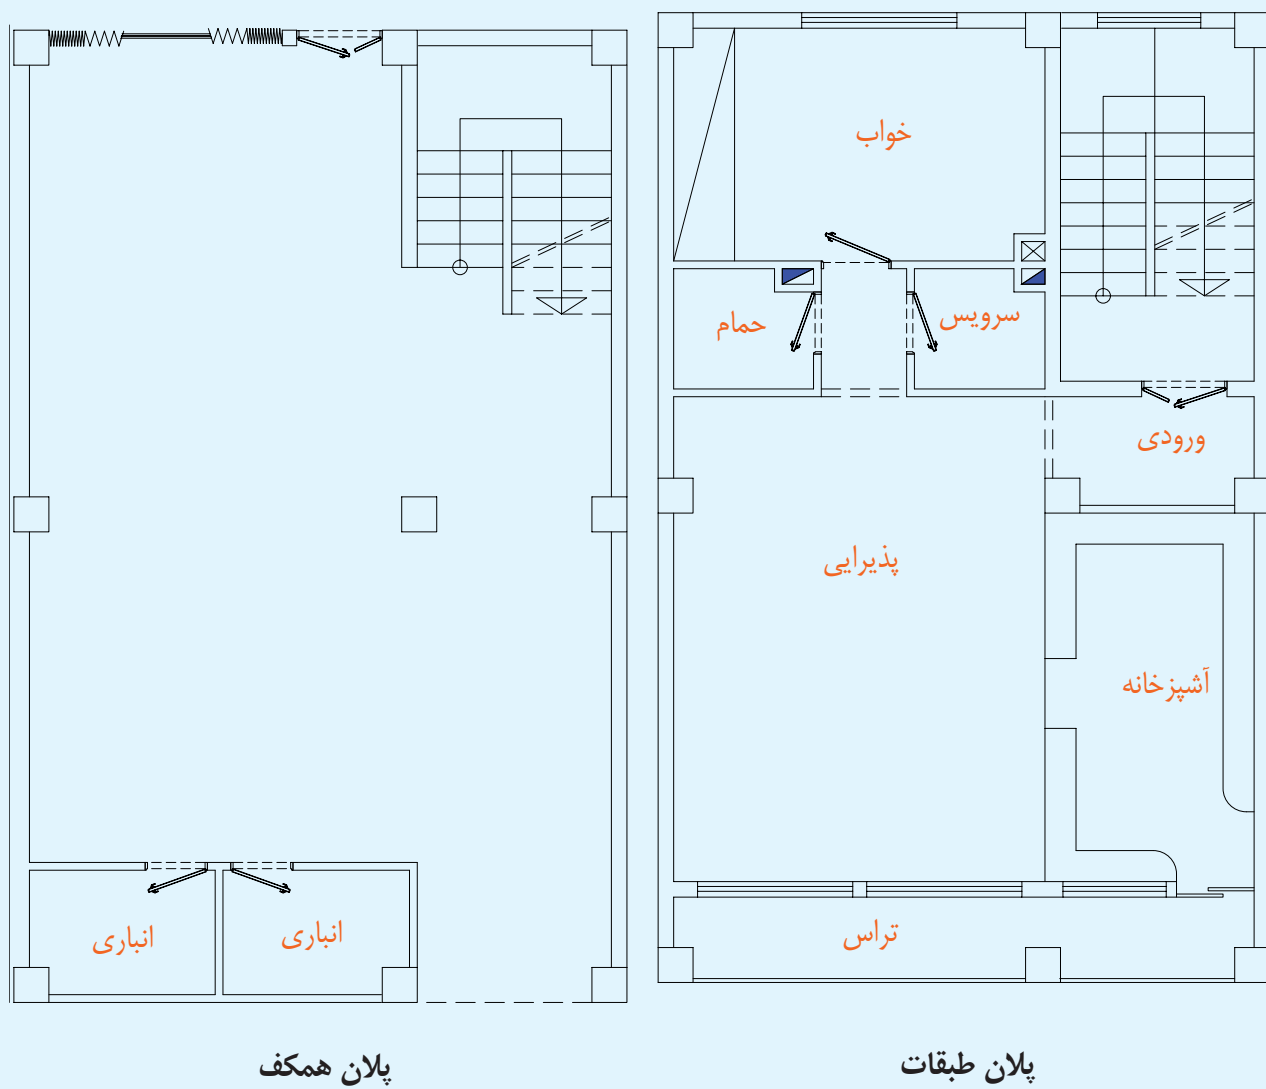 خواب
حمام
سرویس
ورودی
پذیرایی
آشپزخانه
تراس
پلان طبقات
انباری
انباری
پلان همکف